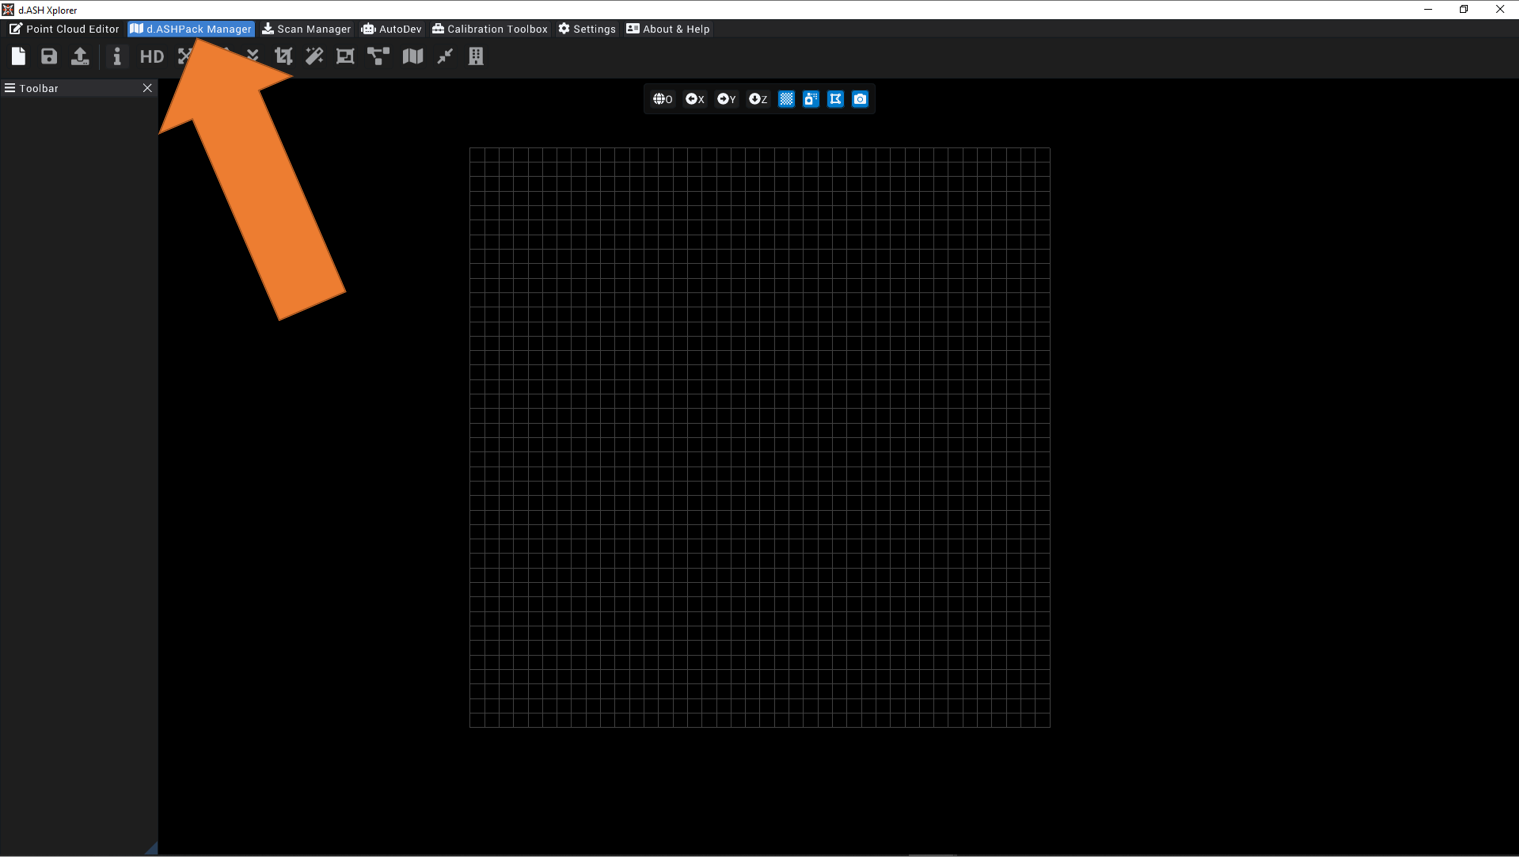 d.ASH Xplorer
Point Cloud Editor d.ASHPack Manager Scan Manager AutoDev Calibration Toolbox Settings About & Help
HD
Toolbar
O X Y Z